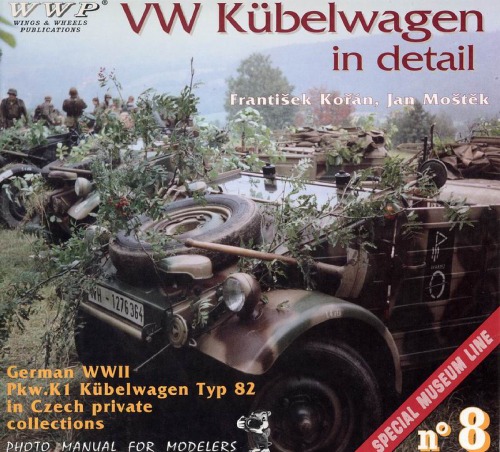 WWP®
WINGS & WHEELS
PUBLICATIONS
VW Kübelwagen
in detail
František Kořán, Jan Moštěk
WH - 1276364
German WWII
Pkw.K1 Kübelwagen Typ 82
in Czech private
collections
SPECIAL MUSEUM LINE
nº 8
PHOTO MANUAL FOR MODELERS